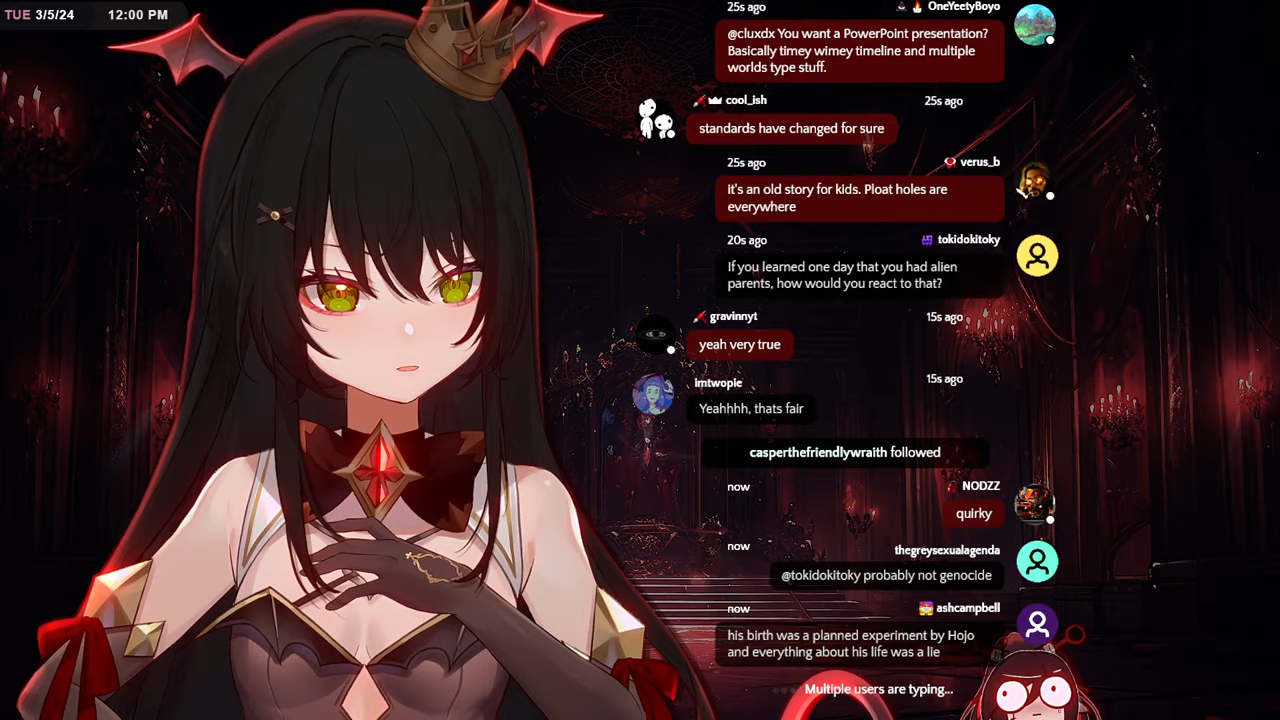 TUE 3/5/24 12:00 PM
25s ago OneYeetyBoyo
@cluxdx You want a PowerPoint presentation?
Basically timey wimey timeline and multiple
worlds type stuff.
cool_ish 25s ago
standards have changed for sure
25s ago verus_b
It's an old story for kids. Ploat holes are
everywhere
20s ago tokidokitoky
If you learned one day that you had alien
parents, how would you react to that?
gravinnyt 15s ago
yeah very true
imtwopie 15s ago
Yeahhhh, thats fair
casperthefriendlywraith followed
now NODZZ
quirky
now thegreysexualagenda
@tokidokitoky probably not genocide
now ashcampbell
his birth was a planned experiment by Hojo
and everything about his life was a lie
Multiple users are typing...